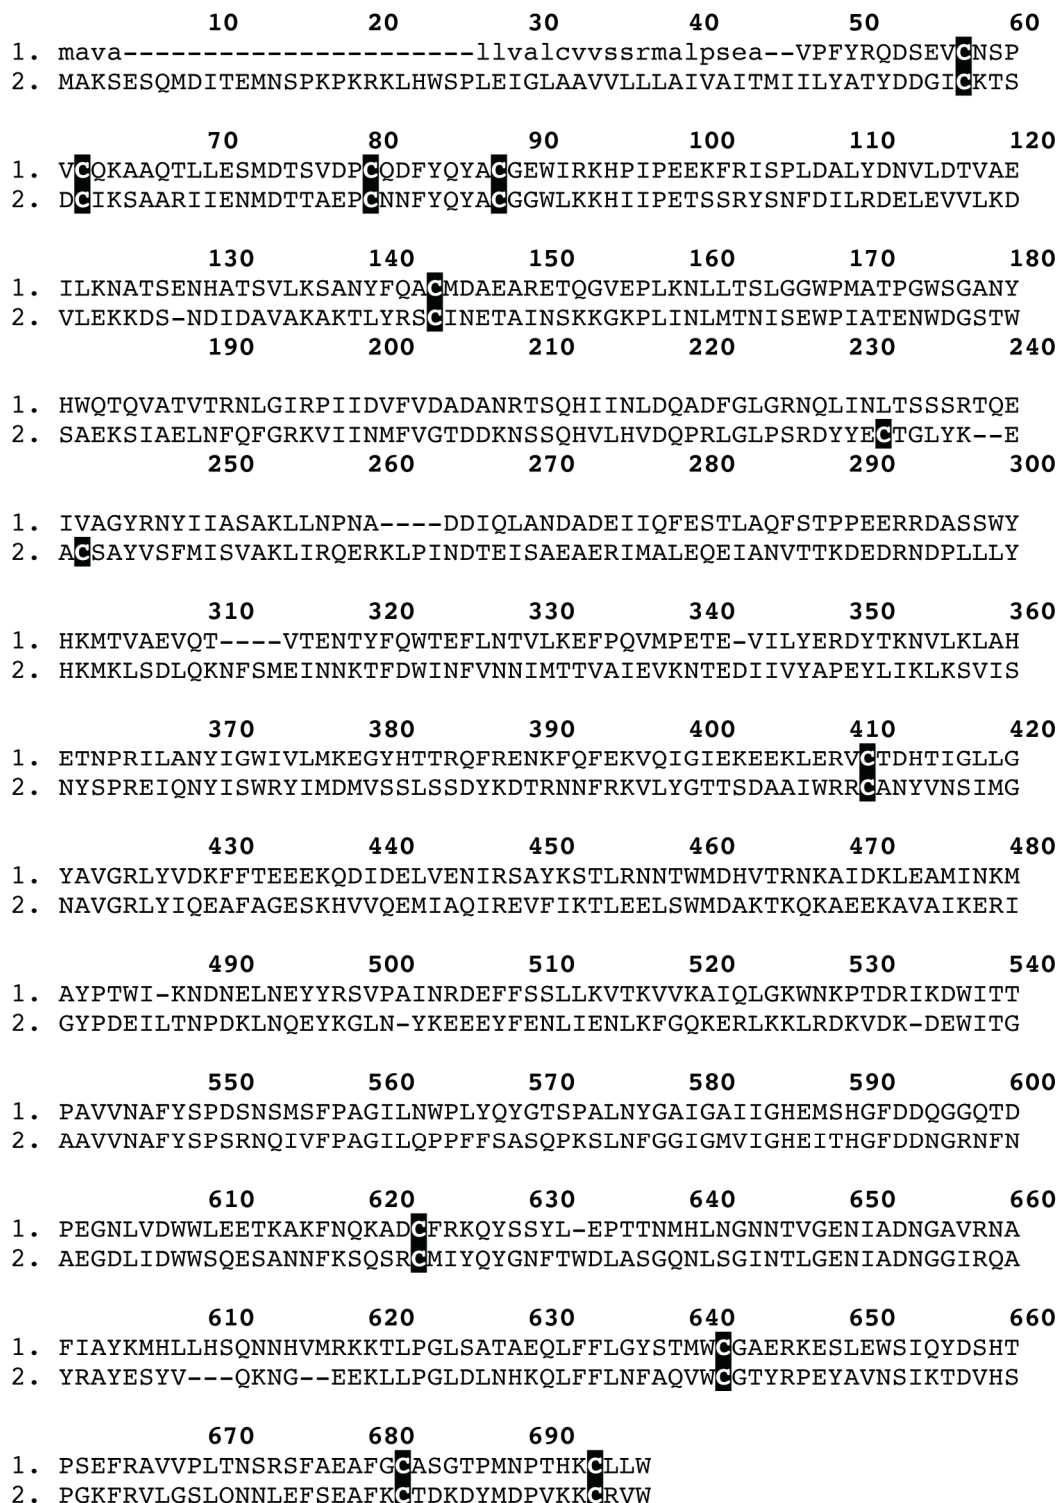 10 20 30 40 50 60
1. mava----------------------llvalcvvssrmalpsea--VPFYRQDSEVCNSP
2. MAKSESQMDITEMNSPKPKRKLHWSPLEIGLAAVVLLLAIVAITMIILYATYDDGICKTS
70 80 90 100 110 120
1. VCQKAAQTLLESMDTSVDPCQDFYQYACGEWIRKHPIPEEKFRISPLDALYDNVLDTVAE
2. DCIKSAARIIENMDTTAEPCNNFYQYACGGWLKKHIIPETSSRYSNFDILRDELEVVLKD
130 140 150 160 170 180
1. ILKNATSENHATSVLKSANYFQACMDAEARETQGVEPLKNLLTSLGGWPMATPGWSGANY
2. VLEKKDS-NDIDAVAKAKTLYRSCINETAINSKKGKPLINLMTNISEWPIATENWDGSTW
190 200 210 220 230 240
1. HWQTQVATVTRNLGIRPIIDVFVDADANRTSQHIINLDQADFGLGRNQLINLTSSSRTQE
2. SAEKSIAELNFQFGRKVIINMFVGTDDKNSSQHVLHVDQPRLGLPSRDYYECTGLYK--E
250 260 270 280 290 300
1. IVAGYRNYIIASAKLLNPNA----DDIQLANDADEIIQFESTLAQFSTPPEERRDASSWY
2. ACSAYVSFMISVAKLIRQERKLPINDTEISAEAERIMALEQEIANVTTKDEDRNDPLLLY
310 320 330 340 350 360
1. HKMTVAEVQT----VTENTYFQWTEFLNTVLKEFPQVMPETE-VILYERDYTKNVLKLAH
2. HKMKLSDLQKNFSMEINNKTFDWINFVNNIMTTVAIEVKNTEDIIVYAPEYLIKLKSVIS
370 380 390 400 410 420
1. ETNPRILANYIGWIVLMKEGYHTTRQFRENKFQFEKVQIGIEKEEKLERVCTDHTIGLLG
2. NYSPREIQNYISWRYIMDMVSSLSSDYKDTRNNFRKVLYGTTSDAAIWRRCANYVNSIMG
430 440 450 460 470 480
1. YAVGRLYVDKFFTEEEKQDIDELVENIRSAYKSTLRNNTWMDHVTRNKAIDKLEAMINKM
2. NAVGRLYIQEAFAGESKHVVQEMIAQIREVFIKTLEELSWMDAKTKQKAEEKAVAIKERI
490 500 510 520 530 540
1. AYPTWI-KNDNELNEYYRSVPAINRDEFFSSLLKVTKVVKAIQLGKWNKPTDRIKDWITT
2. GYPDEILTNPDKLNQEYKGLN-YKEEEYFENLIENLKFGQKERLKKLRDKVDK-DEWITG
550 560 570 580 590 600
1. PAVVNAFYSPDSNSMSFPAGILNWPLYQYGTSPALNYGAIGAIIGHEMSHGFDDQGGQTD
2. AAVVNAFYSPSRNQIVFPAGILQPPFFSASQPKSLNFGGIGMVIGHEITHGFDDNGRNFN
610 620 630 640 650 660
1. PEGNLVDWWLEETKAKFNQKADCFRKQYSSYL-EPTTNMHLNGNNTVGENIADNGAVRNA
2. AEGDLIDWWSQESANNFKSQSRCMIYQYGNFTWDLASGQNLSGINTLGENIADNGGIRQA
610 620 630 640 650 660
1. FIAYKMHLLHSQNNHVMRKKTLPGLSATAEQLFFLGYSTMWCGAERKESLEWSIQYDSHT
2. YRAYESYV---QKNG--EEKLLPGLDLNHKQLFFLNFAQVWCGTYRPEYAVNSIKTDVHS
670 680 690
1. PSEFRAVVPLTNSRSFAEAFGCASGTPMNPTHKCLLW
2. PGKFRVLGSLQNNLEFSEAFKCTDKDYMDPVKKCRVW